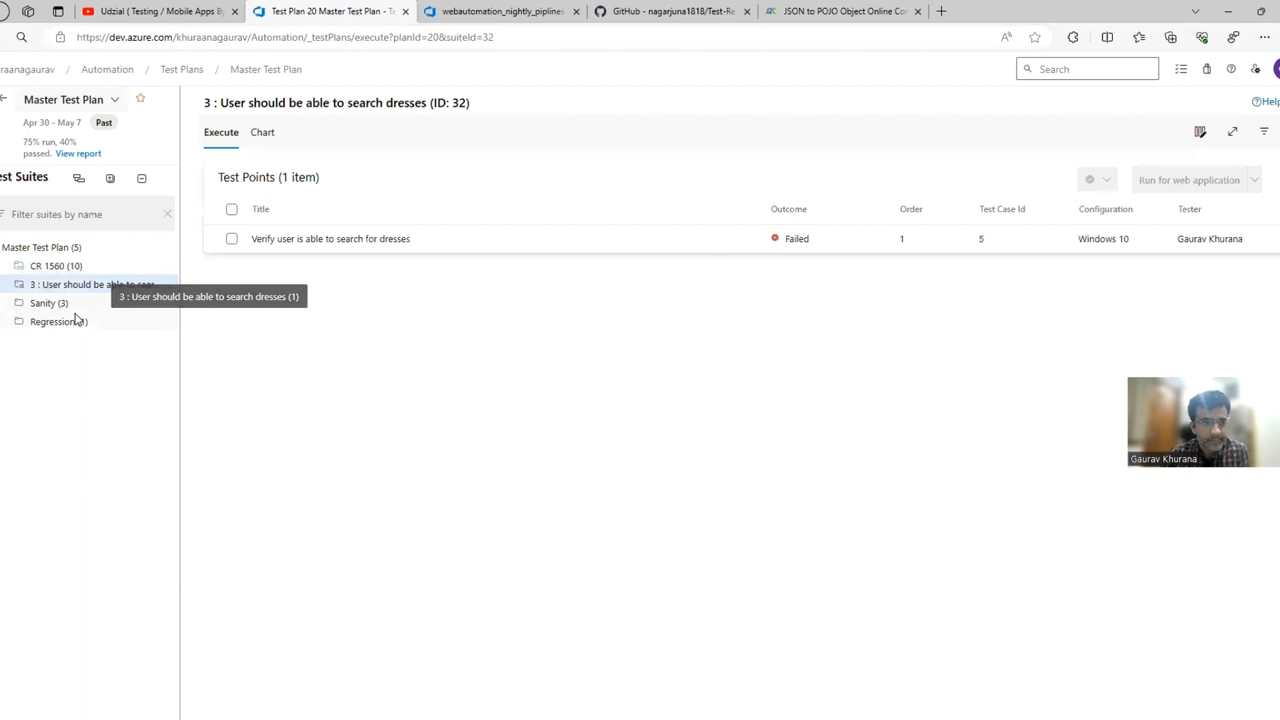 Udzial ( Testing / Mobile Apps By
Test Plan 20 Master Test Plan - Te
webautomation_nightly_piplines
GitHub - nagarjuna1818/Test-Re
JSON to POJO Object Online Con
https://dev.azure.com/khuraanagaurav/Automation/_testPlans/execute?planId=20&suiteId=32
raanagaurav / Automation / Test Plans / Master Test Plan
Search
Master Test Plan
Apr 30 - May 7 Past
75% run, 40%
passed. View report
est Suites
Filter suites by name
Master Test Plan (5)
CR 1560 (10)
3 : User should be able to sear
3 : User should be able to search dresses (1)
Sanity (3)
Regression
3 : User should be able to search dresses (ID: 32)
Help
Execute Chart
Test Points (1 item)
Run for web application
Title Outcome Order Test Case Id Configuration Tester
Verify user is able to search for dresses Failed 1 5 Windows 10 Gaurav Khurana
Gaurav Khurana